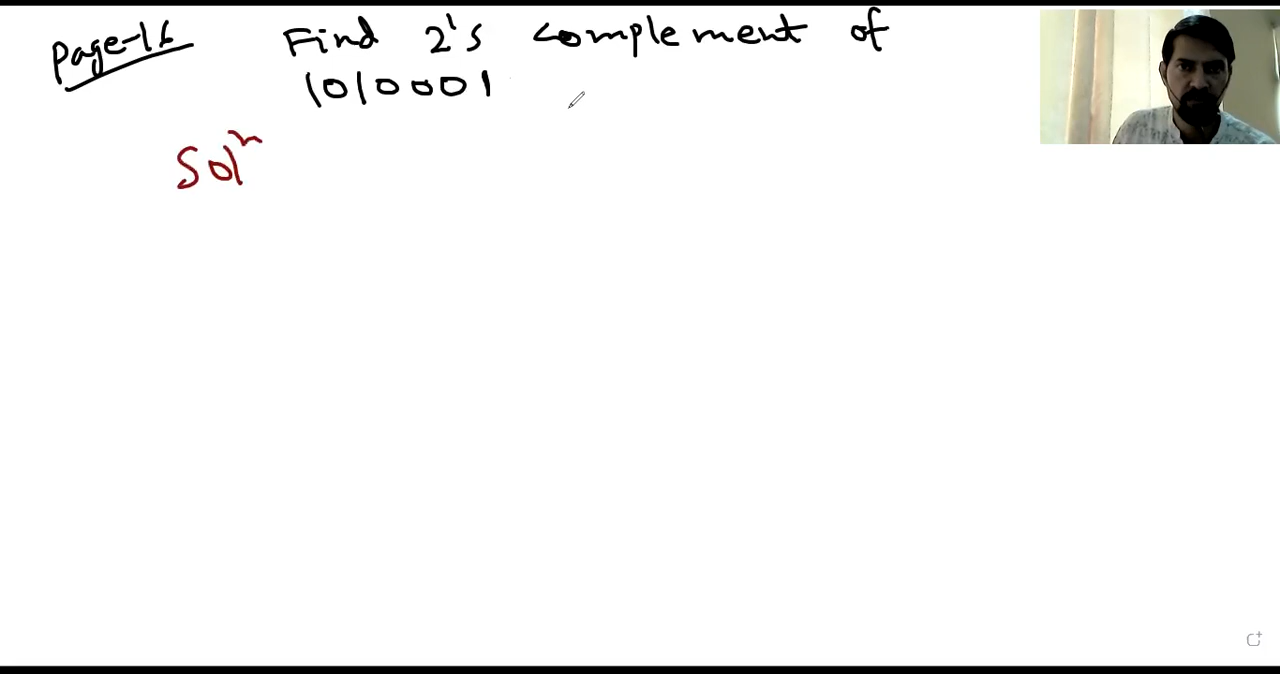 Page-16 Find 2's complement of
1010001
Solⁿ